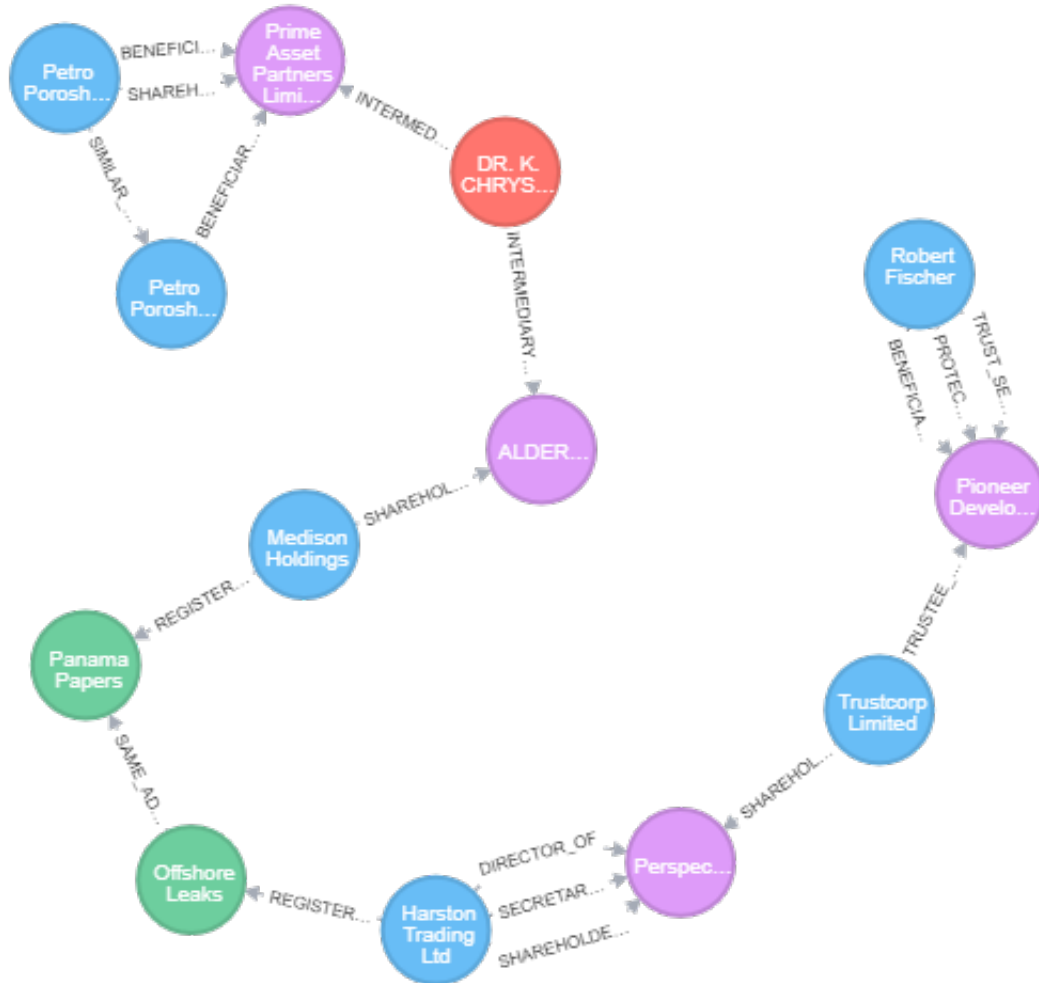 Petro
Porosh...
BENEFICI...
SHAREH...
Prime
Asset
Partners
Limi...
INTERMED...
DR. K.
CHRYS...
SIMILAR_...
BENEFICIAR...
Petro
Porosh...
INTERMEDIARY...
Robert
Fischer
BENEFICIA...
PROTEC...
TRUST_SE...
ALDER...
SHAREHOL...
Pioneer
Develo...
Medison
Holdings
REGISTER...
TRUSTEE_...
Panama
Papers
Trustcorp
Limited
SAME_AD...
SHAREHOL...
Offshore
Leaks
REGISTER...
Harston
Trading
Ltd
DIRECTOR_OF
SECRETAR...
SHAREHOLDE...
Perspec...